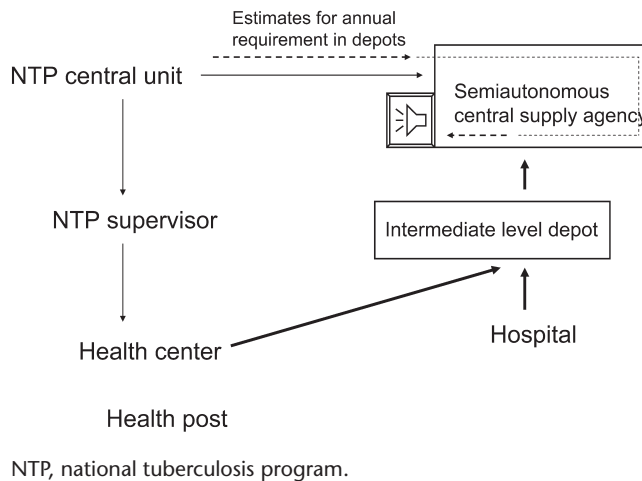 Estimates for annual
requirement in depots
NTP central unit
Semiautonomous
central supply agency
NTP supervisor
Intermediate level depot
Hospital
Health center
Health post
NTP, national tuberculosis program.